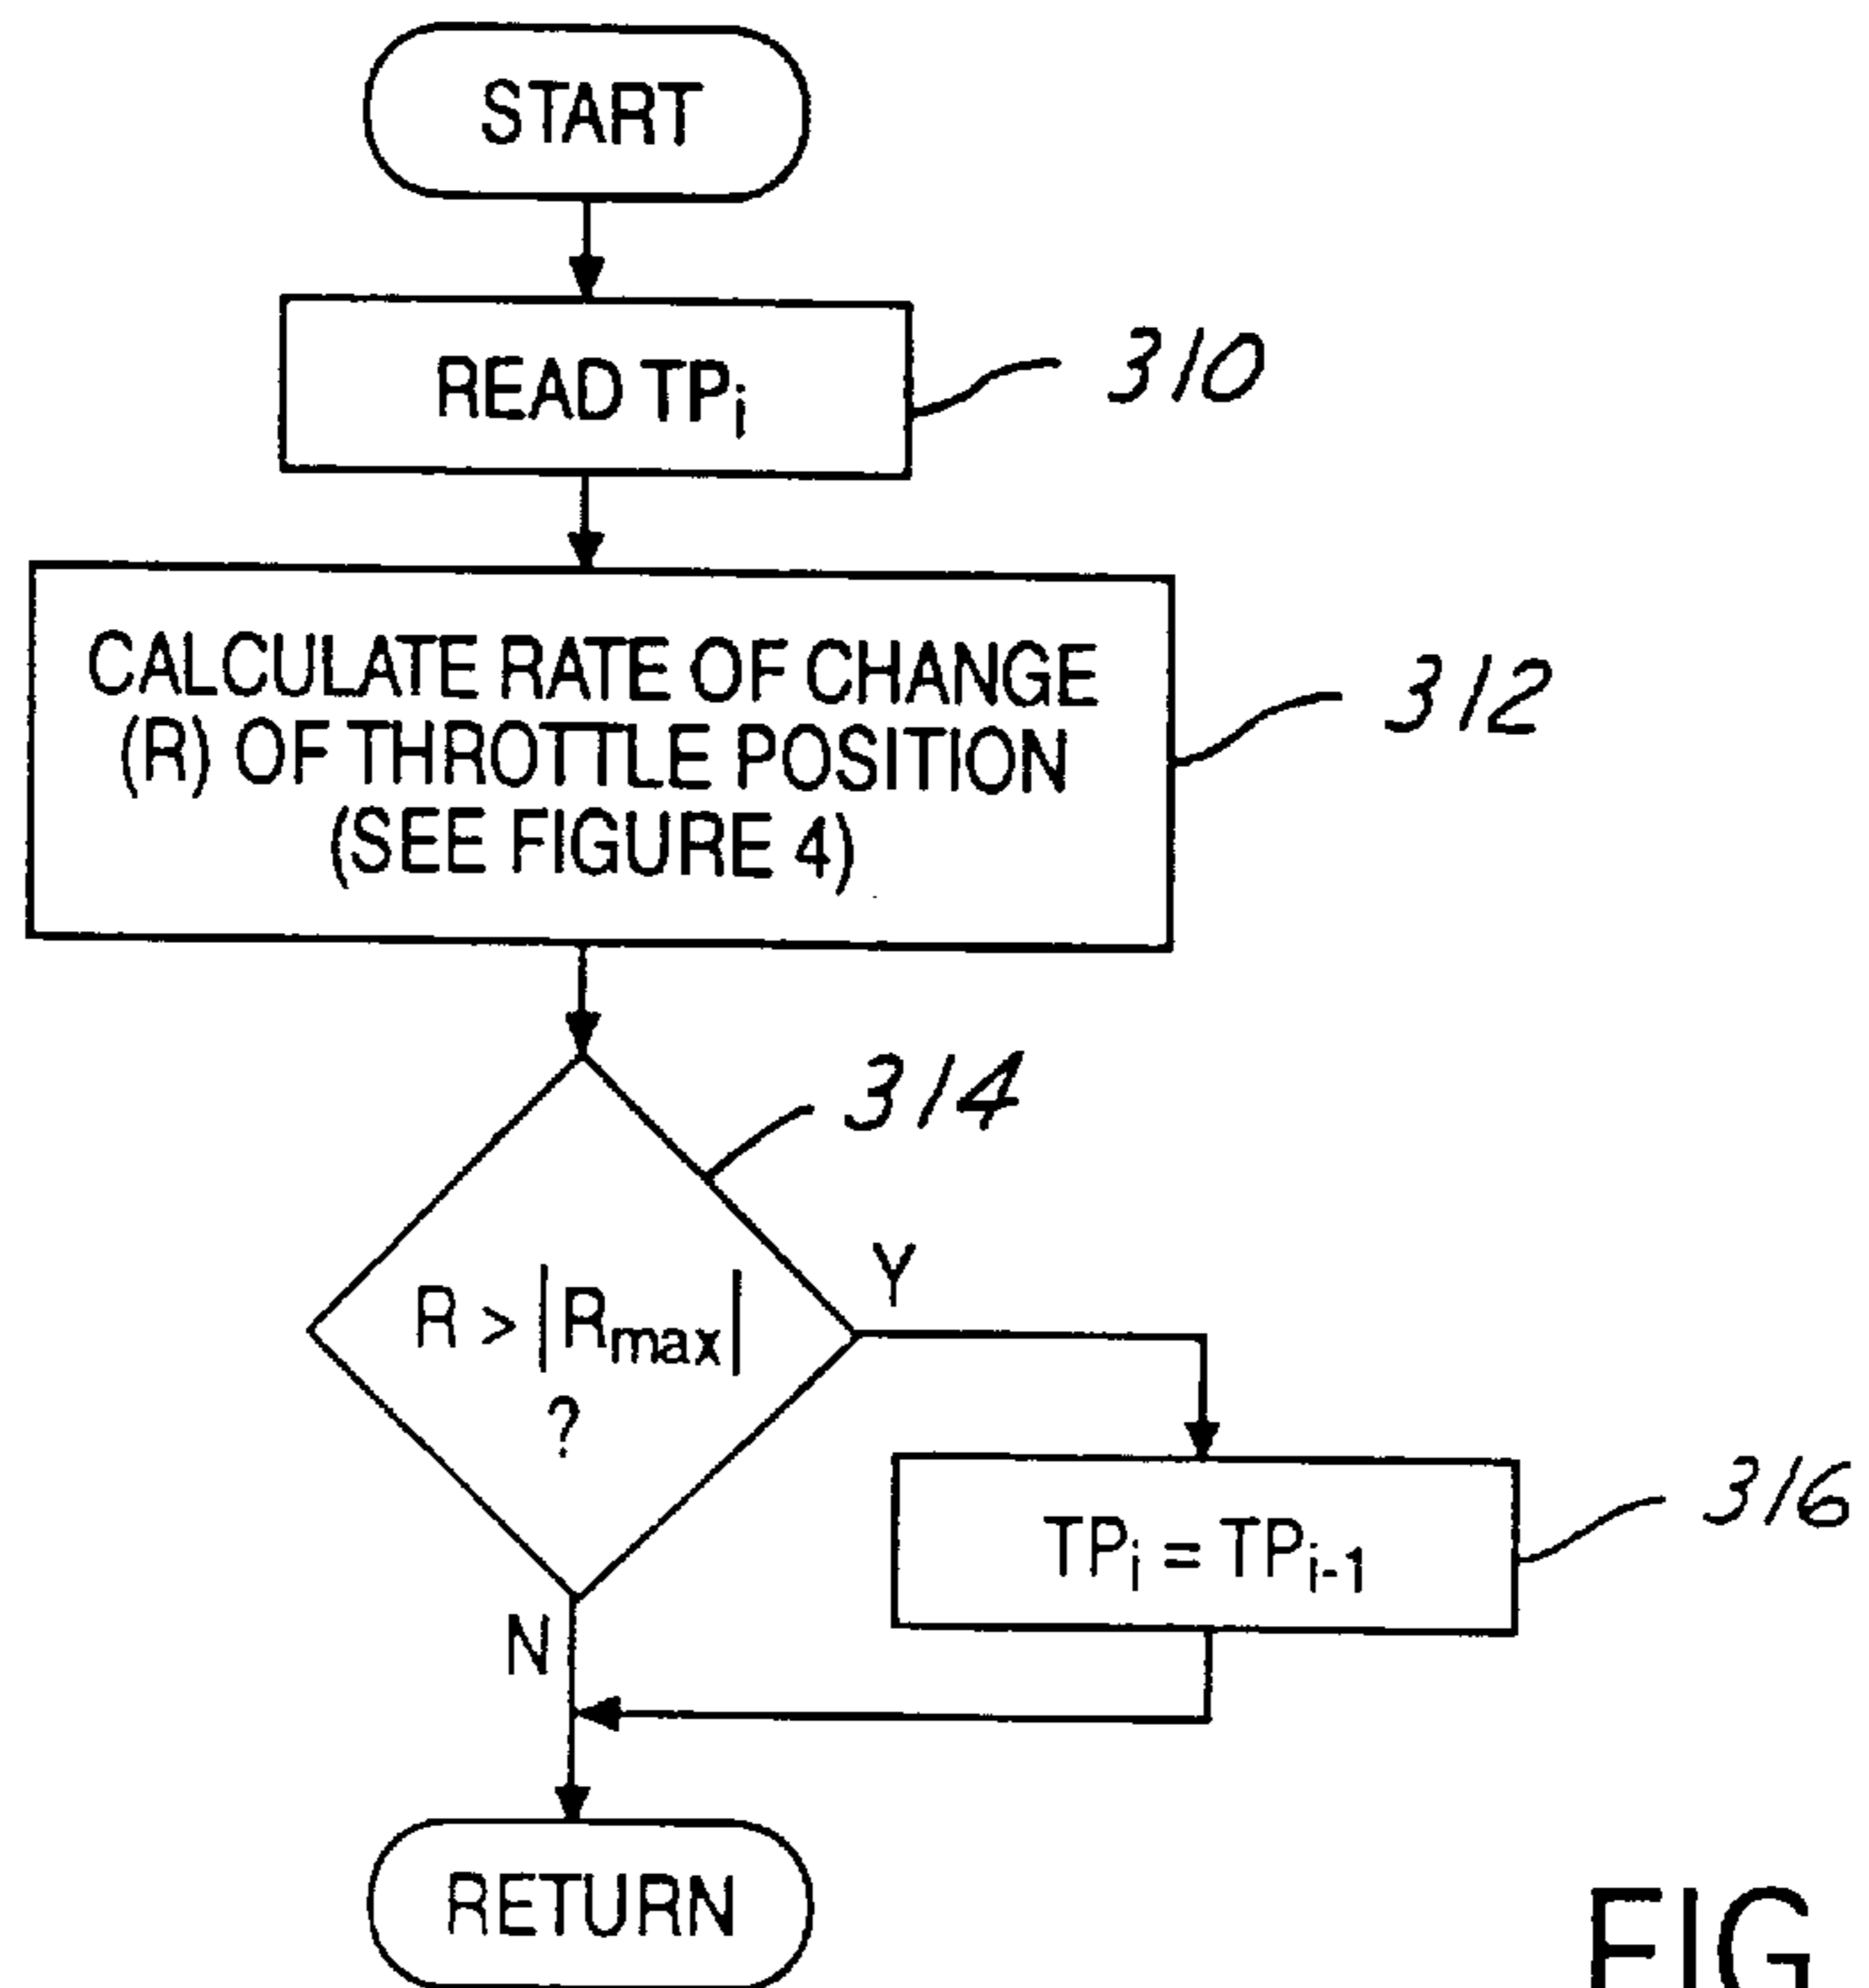 START
READ TPi
310
CALCULATE RATE OF CHANGE
(R) OF THROTTLE POSITION
(SEE FIGURE 4)
312
314
R > |Rmax|
?
Y
TPi = TPi-1
316
N
RETURN
FIG